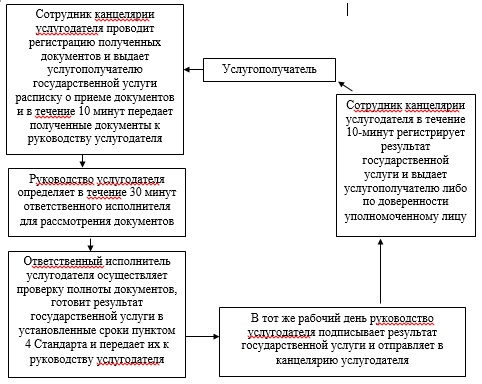 Сотрудник канцелярии
услугодателя проводит
регистрацию полученных
документов и выдает
услугополучателю
государственной услуги
расписку о приеме документов
и в течение 10 минут передает
полученные документы к
руководству услугодателя
Услугополучатель
Руководство услугодателя
определяет в течение 30 минут
ответственного исполнителя
для рассмотрения документов
Ответственный исполнитель
услугодателя осуществляет
проверку полноты документов,
готовит результат
государственной услуги в
установленные сроки пунктом
4 Стандарта и передает их к
руководству услугодателя
В тот же рабочий день руководство
услугодателя подписывает результат
государственной услуги и отправляет в
канцелярию услугодателя
Сотрудник канцелярии
услугодателя в течение
10-минут регистрирует
результат
государственной
услуги и выдает
услугополучателю либо
по доверенности
уполномоченному лицу